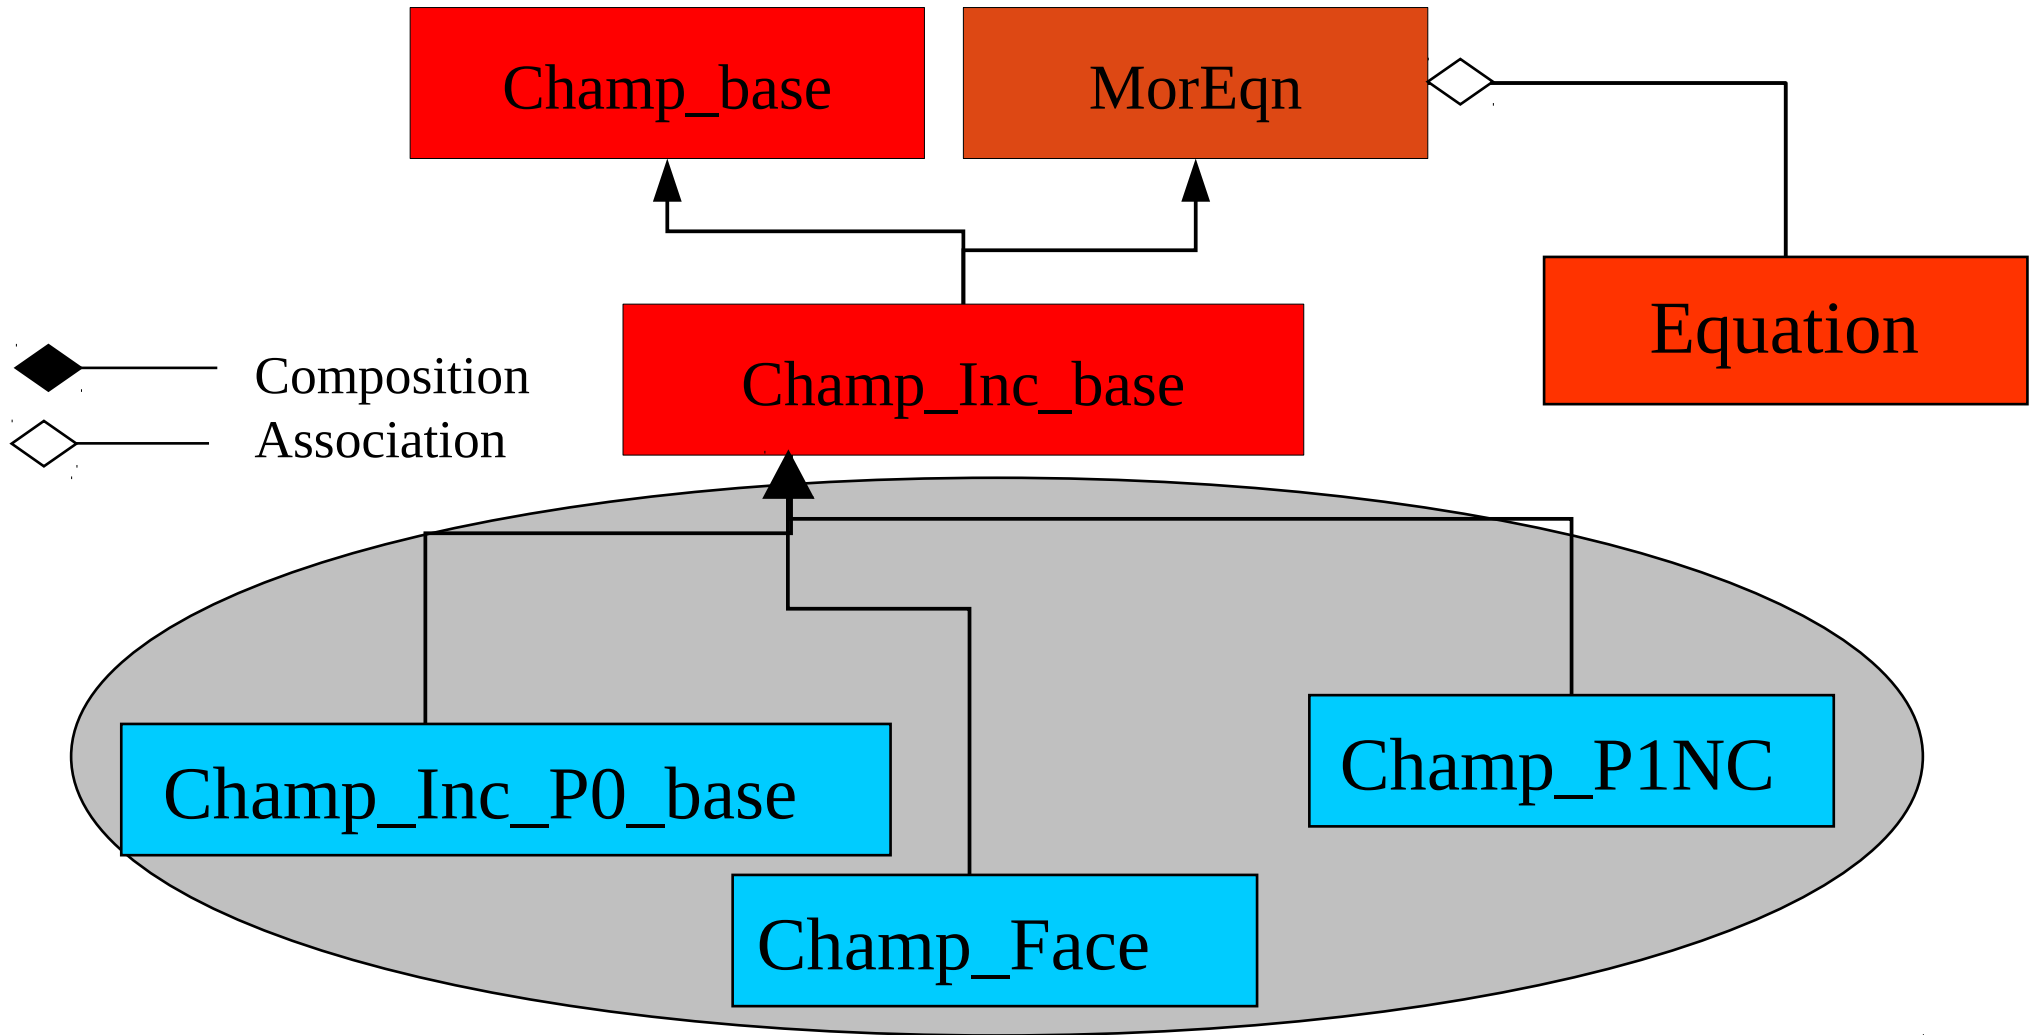 Champ_base
MorEqn
Equation
Composition
Champ_Inc_base
Association
Champ_Inc_P0_base
Champ_P1NC
Champ_Face